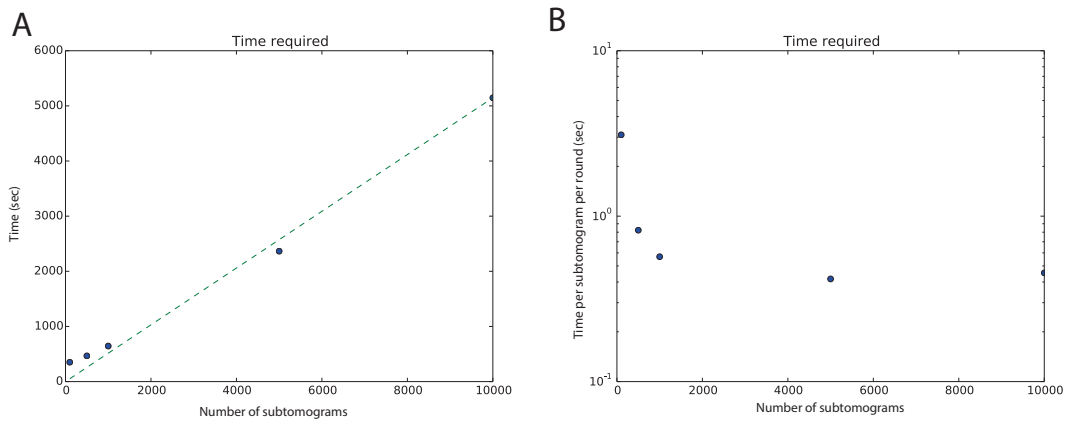 A
Time required
6000
5000
4000
3000
2000
1000
0
0 2000 4000 6000 8000 10000
Time (sec)
Number of subtomograms
B
Time required
10^1
10^0
10^-1
0 2000 4000 6000 8000 10000
Time per subtomogram per round (sec)
Number of subtomograms